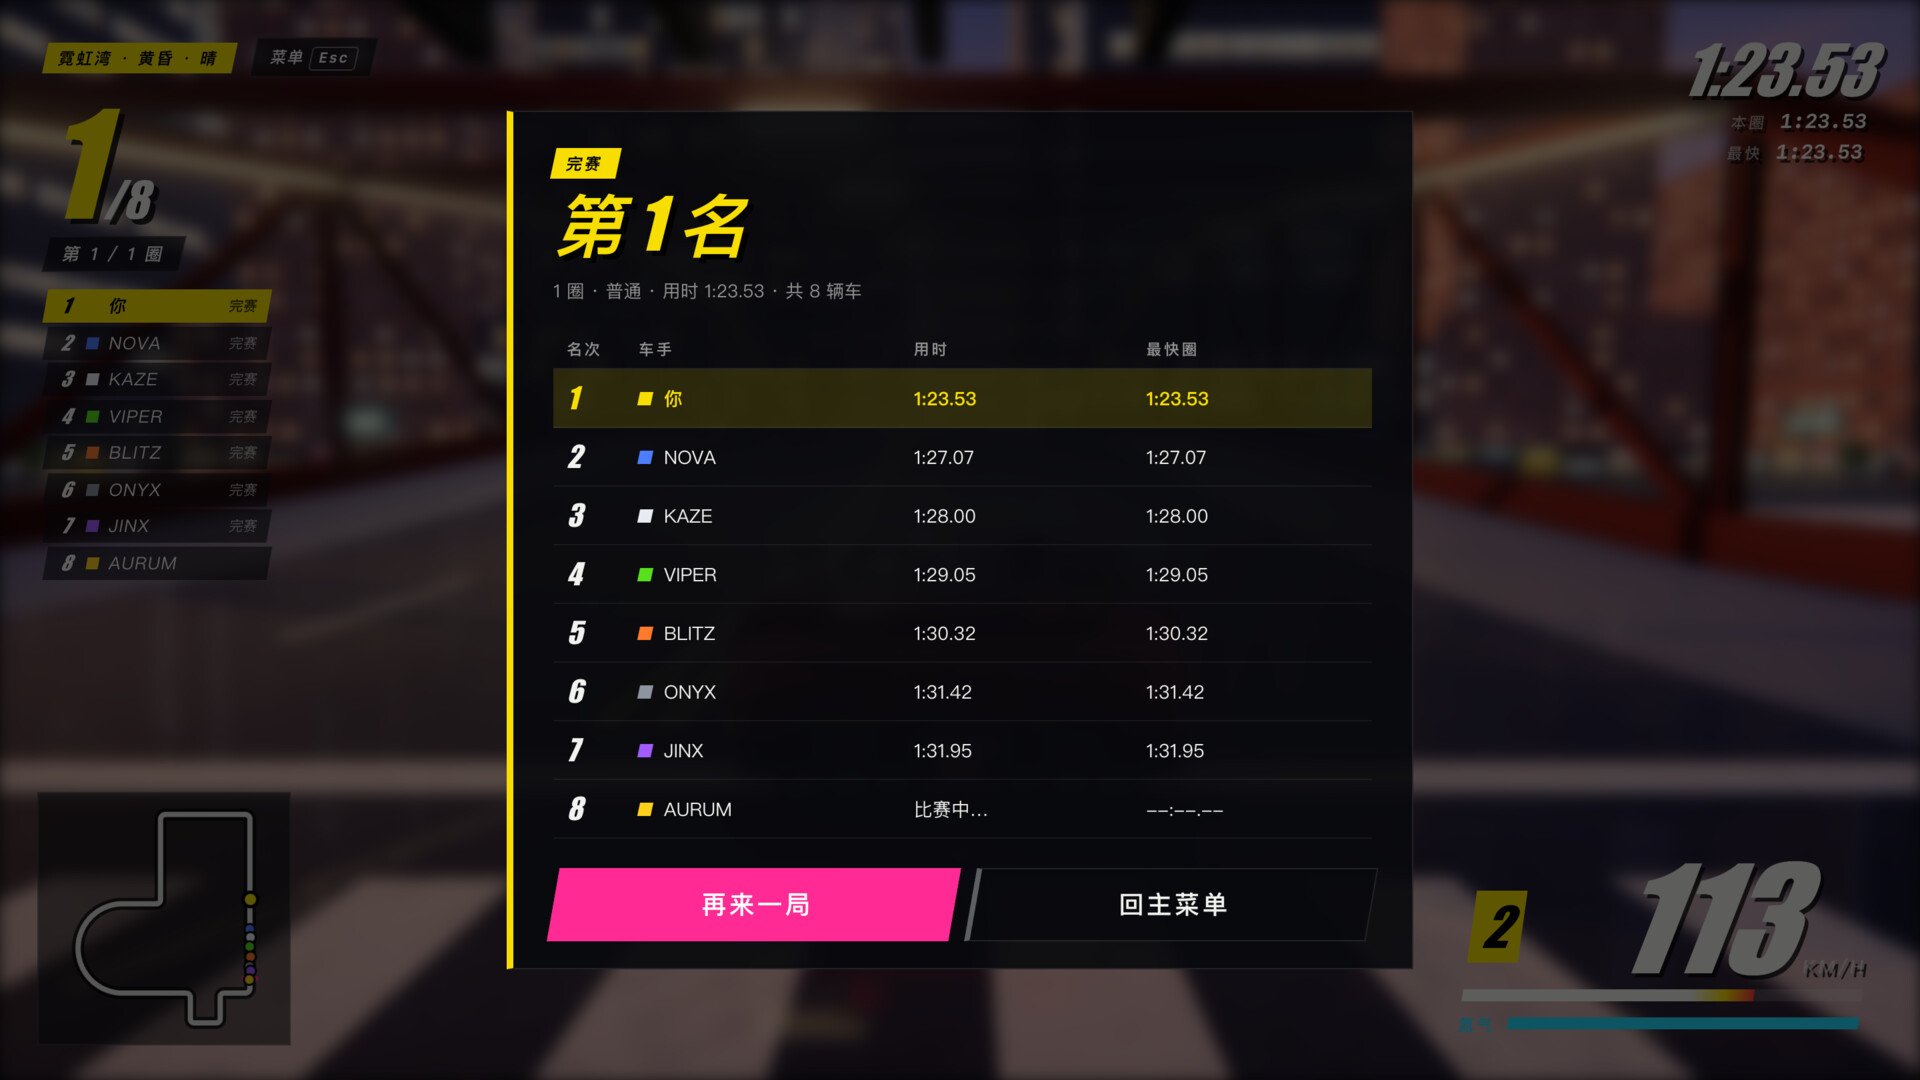 霓虹湾 · 黄昏 · 晴
菜单 Esc
1/8
第 1 / 1 圈
1 你 完赛
2 NOVA 完赛
3 KAZE 完赛
4 VIPER 完赛
5 BLITZ 完赛
6 ONYX 完赛
7 JINX 完赛
8 AURUM
1:23.53
本圈 1:23.53
最快 1:23.53
完赛
第1名
1 圈 · 普通 · 用时 1:23.53 · 共 8 辆车
名次 车手 用时 最快圈
1 你 1:23.53 1:23.53
2 NOVA 1:27.07 1:27.07
3 KAZE 1:28.00 1:28.00
4 VIPER 1:29.05 1:29.05
5 BLITZ 1:30.32 1:30.32
6 ONYX 1:31.42 1:31.42
7 JINX 1:31.95 1:31.95
8 AURUM 比赛中... --:--.--
再来一局 回主菜单
2
113 KM/H